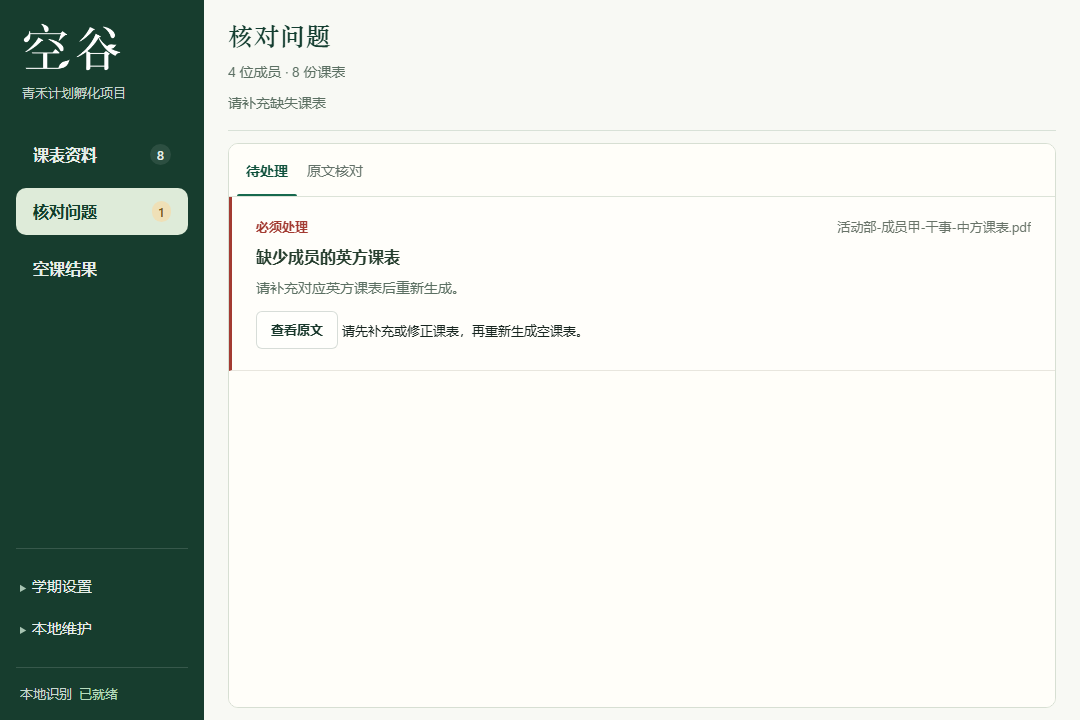 空谷
青禾计划孵化项目
课表资料 8
核对问题 1
空课结果
▸ 学期设置
▸ 本地维护
本地识别 已就绪
核对问题
4 位成员 · 8 份课表
请补充缺失课表
待处理 原文核对
必须处理 活动部-成员甲-干事-中方课表.pdf
缺少成员的英方课表
请补充对应英方课表后重新生成。
查看原文 请先补充或修正课表，再重新生成空课表。